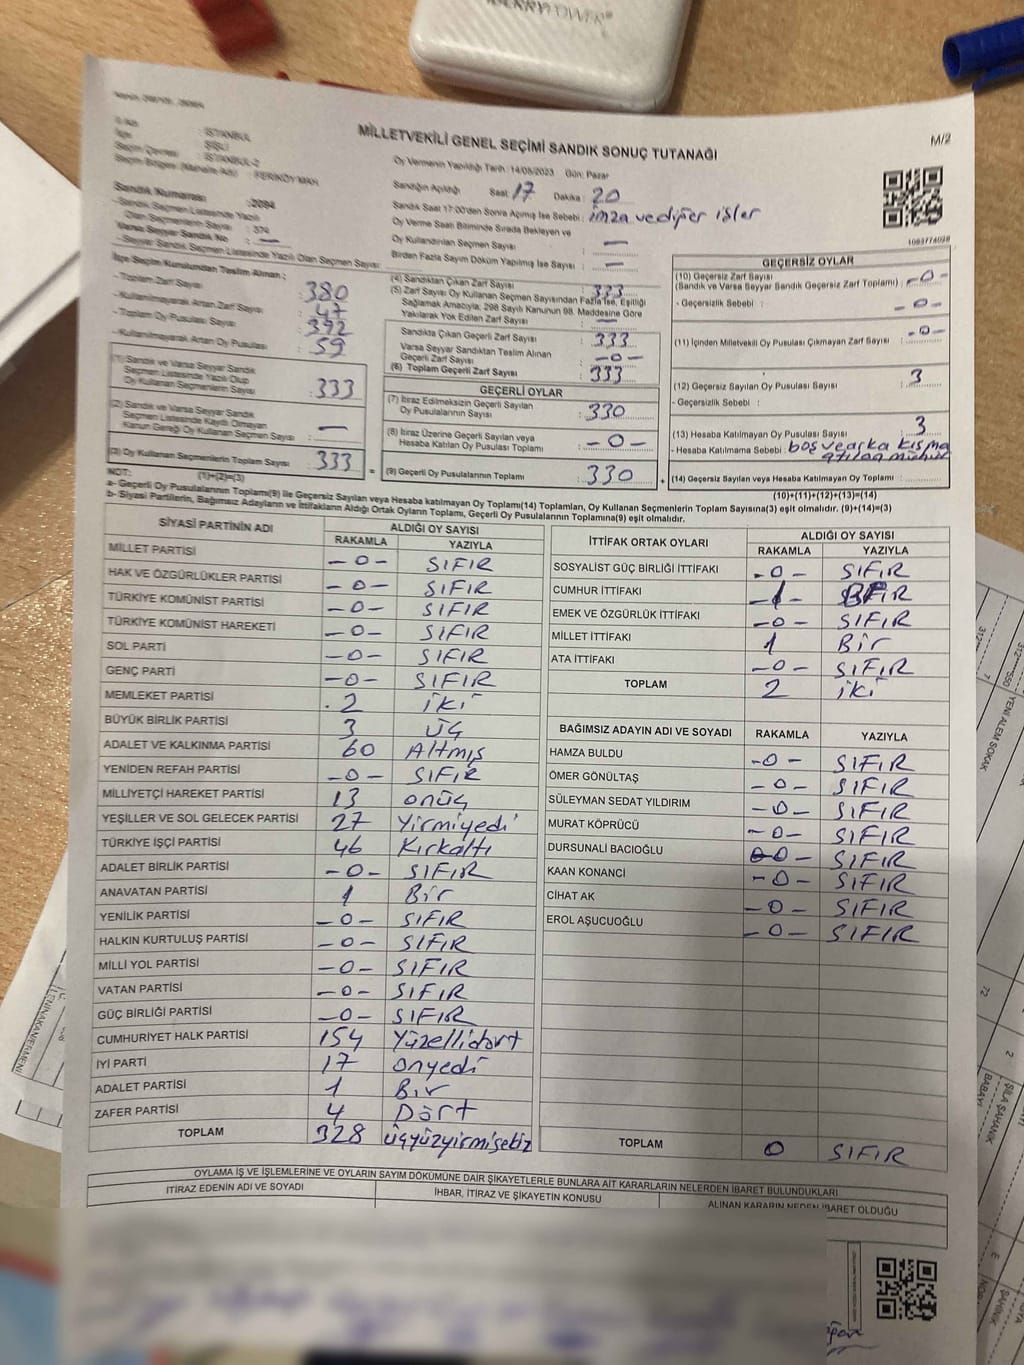 BERRYPOWER®
M/2
MİLLETVEKİLİ GENEL SEÇİMİ SANDIK SONUÇ TUTANAĞI
: İSTANBUL
İlçe : ŞİŞLİ
Seçim Çevresi : İSTANBUL-2
Seçim Bölgesi (Mahalle Adı) : FERİKÖY MAH
Sandık Numarası : 2094
- Sandık Seçmen Listesinde Yazılı
Olan Seçmenlerin Sayısı : 374
Varsa Seyyar Sandık No : —
- Seyyar Sandık Seçmen Listesinde Yazılı Olan Seçmen Sayısı :
Oy Vermenin Yapıldığı Tarih : 14/05/2023 Gün: Pazar
Sandığın Açıldığı Saat : 17 Dakika : 20
Sandık Saat 17:00'den Sonra Açılmış İse Sebebi : imza ve diğer işler
Oy Verme Saati Bitiminde Sırada Bekleyen ve
Oy Kullandırılan Seçmen Sayısı : —
Birden Fazla Sayım Döküm Yapılmış İse Sayısı : —
1093774098
İlçe Seçim Kurulundan Teslim Alınan :
- Toplam Zarf Sayısı : 380
- Kullanılmayarak Artan Zarf Sayısı : 47
- Toplam Oy Pusulası Sayısı : 392
- Kullanılmayarak Artan Oy Pusulası : 59
(1) Sandık ve Varsa Seyyar Sandık
Seçmen Listesinde Yazılı Olup
Oy Kullanan Seçmenlerin Sayısı : 333
(2) Sandık ve Varsa Seyyar Sandık
Seçmen Listesinde Kayıtlı Olmayan
Kanun Gereği Oy Kullanan Seçmen Sayısı : —
(3) Oy Kullanan Seçmenlerin Toplam Sayısı : 333
(1)+(2)=(3)
(4) Sandıktan Çıkan Zarf Sayısı : 333
(5) Zarf Sayısı Oy Kullanan Seçmen Sayısından Fazla İse, Eşitliği
Sağlamak Amacıyla, 298 Sayılı Kanunun 98. Maddesine Göre
Yakılarak Yok Edilen Zarf Sayısı : —
Sandıkta Çıkan Geçerli Zarf Sayısı : 333
Varsa Seyyar Sandıktan Teslim Alınan
Geçerli Zarf Sayısı : -0-
(6) Toplam Geçerli Zarf Sayısı : 333
GEÇERLİ OYLAR
(7) İtiraz Edilmeksizin Geçerli Sayılan
Oy Pusulalarının Sayısı : 330
(8) İtiraz Üzerine Geçerli Sayılan veya
Hesaba Katılan Oy Pusulası Toplamı : -0-
= (9) Geçerli Oy Pusulalarının Toplamı : 330
GEÇERSİZ OYLAR
(10) Geçersiz Zarf Sayısı
(Sandık ve Varsa Seyyar Sandık Geçersiz Zarf Toplamı) : -0-
- Geçersizlik Sebebi : -0-
(11) İçinden Milletvekili Oy Pusulası Çıkmayan Zarf Sayısı : -0-
(12) Geçersiz Sayılan Oy Pusulası Sayısı : 3
- Geçersizlik Sebebi :
(13) Hesaba Katılmayan Oy Pusulası Sayısı : 3
- Hesaba Katılmama Sebebi : boş ve arka kısma
atılan mühür
+ (14) Geçersiz Sayılan veya Hesaba Katılmayan Oy Toplamı :
(10)+(11)+(12)+(13)=(14)
NOT:
a- Geçerli Oy Pusulalarının Toplamı(9) ile Geçersiz Sayılan veya Hesaba katılmayan Oy Toplamı(14) Toplamları, Oy Kullanan Seçmenlerin Toplam Sayısına(3) eşit olmalıdır. (9)+(14)=(3)
b- Siyasi Partilerin, Bağımsız Adayların ve İttifakların Aldığı Ortak Oyların Toplamı, Geçerli Oy Pusulalarının Toplamına(9) eşit olmalıdır.
SİYASİ PARTİNİN ADI ALDIĞI OY SAYISI
RAKAMLA YAZIYLA
MİLLET PARTİSİ -0- SIFIR
HAK VE ÖZGÜRLÜKLER PARTİSİ -0- SIFIR
TÜRKİYE KOMÜNİST PARTİSİ -0- SIFIR
TÜRKİYE KOMÜNİST HAREKETİ -0- SIFIR
SOL PARTİ -0- SIFIR
GENÇ PARTİ -0- SIFIR
MEMLEKET PARTİSİ 2 iki
BÜYÜK BİRLİK PARTİSİ 3 üç
ADALET VE KALKINMA PARTİSİ 60 Altmış
YENİDEN REFAH PARTİSİ -0- SIFIR
MİLLİYETÇİ HAREKET PARTİSİ 13 onüç
YEŞİLLER VE SOL GELECEK PARTİSİ 27 Yirmiyedi
TÜRKİYE İŞÇİ PARTİSİ 46 Kırkaltı
ADALET BİRLİK PARTİSİ -0- SIFIR
ANAVATAN PARTİSİ 1 Bir
YENİLİK PARTİSİ -0- SIFIR
HALKIN KURTULUŞ PARTİSİ -0- SIFIR
MİLLİ YOL PARTİSİ -0- SIFIR
VATAN PARTİSİ -0- SIFIR
GÜÇ BİRLİĞİ PARTİSİ -0- SIFIR
CUMHURİYET HALK PARTİSİ 154 Yüzellidört
İYİ PARTİ 17 onyedi
ADALET PARTİSİ 1 Bir
ZAFER PARTİSİ 4 Dört
TOPLAM 328 üçyüzyirmisekiz
İTTİFAK ORTAK OYLARI ALDIĞI OY SAYISI
RAKAMLA YAZIYLA
SOSYALİST GÜÇ BİRLİĞİ İTTİFAKI -0- SIFIR
CUMHUR İTTİFAKI -1- BİR
EMEK VE ÖZGÜRLÜK İTTİFAKI -0- SIFIR
MİLLET İTTİFAKI 1 Bir
ATA İTTİFAKI -0- SIFIR
TOPLAM 2 iki
BAĞIMSIZ ADAYIN ADI VE SOYADI RAKAMLA YAZIYLA
HAMZA BULDU -0- SIFIR
ÖMER GÖNÜLTAŞ -0- SIFIR
SÜLEYMAN SEDAT YILDIRIM -0- SIFIR
MURAT KÖPRÜCÜ -0- SIFIR
DURSUNALİ BACIOĞLU -0- SIFIR
KAAN KONANCİ -0- SIFIR
CİHAT AK -0- SIFIR
EROL AŞUCUOĞLU -0- SIFIR
TOPLAM 0 SIFIR
OYLAMA İŞ VE İŞLEMLERİNE VE OYLARIN SAYIM DÖKÜMÜNE DAİR ŞİKAYETLERLE BUNLARA AİT KARARLARIN NELERDEN İBARET BULUNDUKLARI
İTİRAZ EDENİN ADI VE SOYADI İHBAR, İTİRAZ VE ŞİKAYETİN KONUSU ALINAN KARARIN NEDEN İBARET OLDUĞU
YENİ ALEM SOKAK
7
72
2
ŞİLA ŞAHANIK
BABAYI